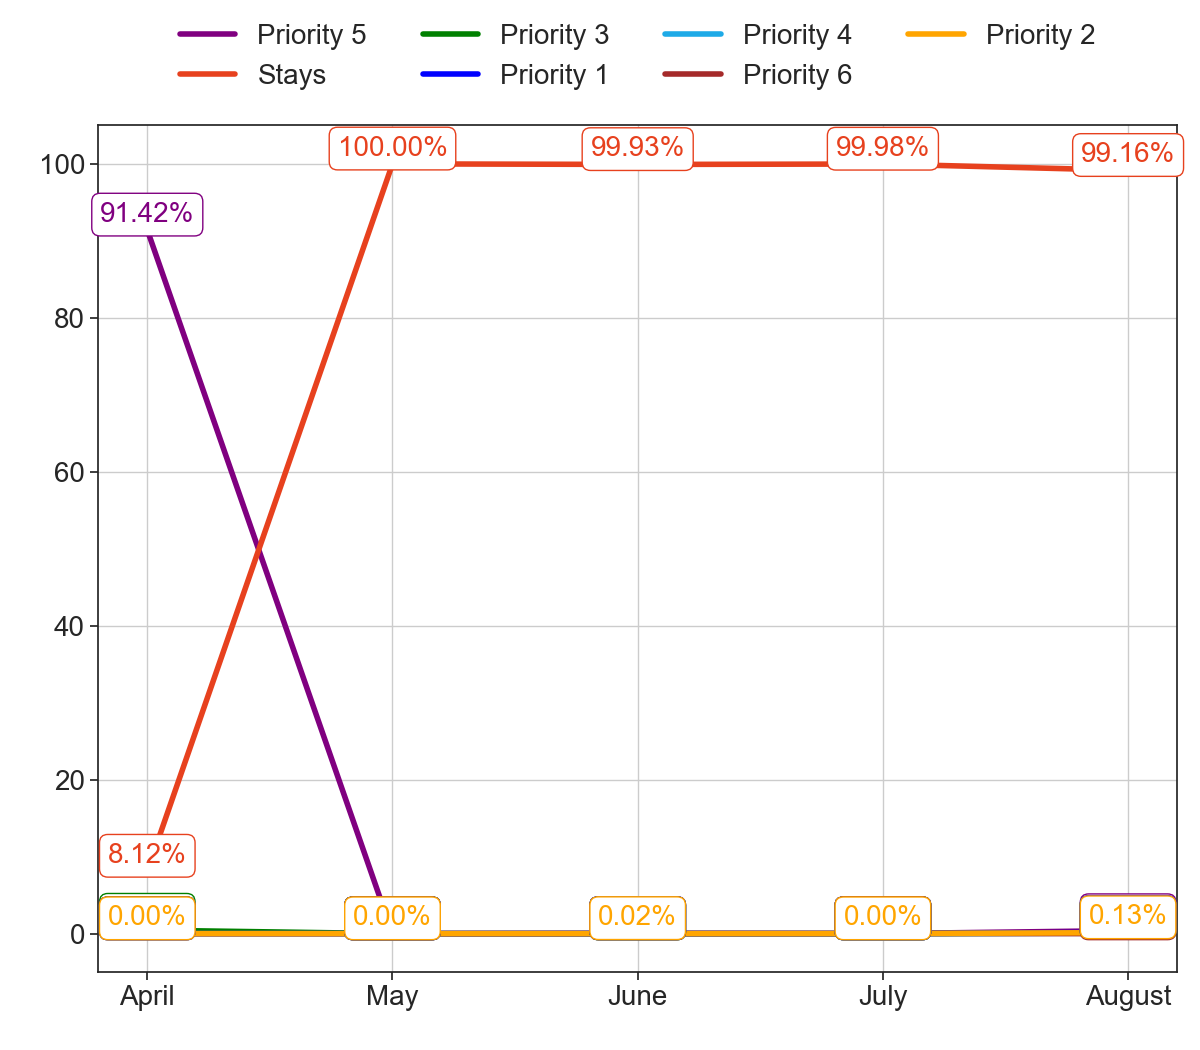 Priority 5 Priority 3 Priority 4 Priority 2
Stays Priority 1 Priority 6
100
80
60
40
20
0
91.42%
100.00% 99.93% 99.98% 99.16%
8.12%
0.00% 0.00% 0.02% 0.00% 0.13%
April May June July August